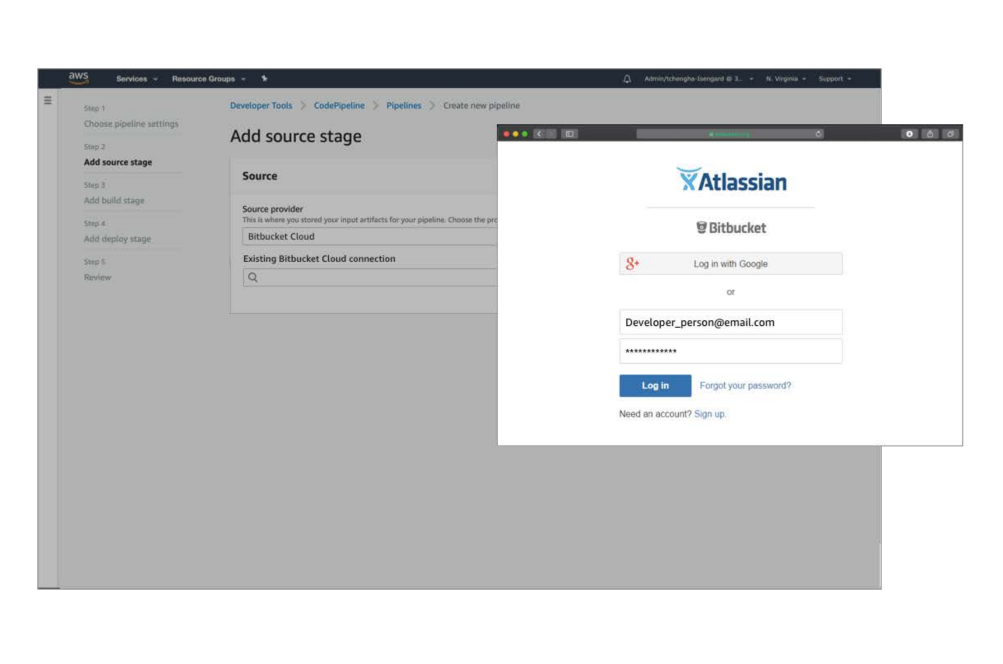 aws Services Resource Groups Admin/tchengha-Isengard @ 3... N. Virginia Support
Developer Tools > CodePipeline > Pipelines > Create new pipeline
Step 1
Choose pipeline settings
Step 2
Add source stage
Step 3
Add build stage
Step 4
Add deploy stage
Step 5
Review
Add source stage
Source
Source provider
This is where you stored your input artifacts for your pipeline. Choose the
Bitbucket Cloud
Existing Bitbucket Cloud connection
Atlassian
Bitbucket
8+ Log in with Google
or
Developer_person@email.com
************
Log in Forgot your password?
Need an account? Sign up.